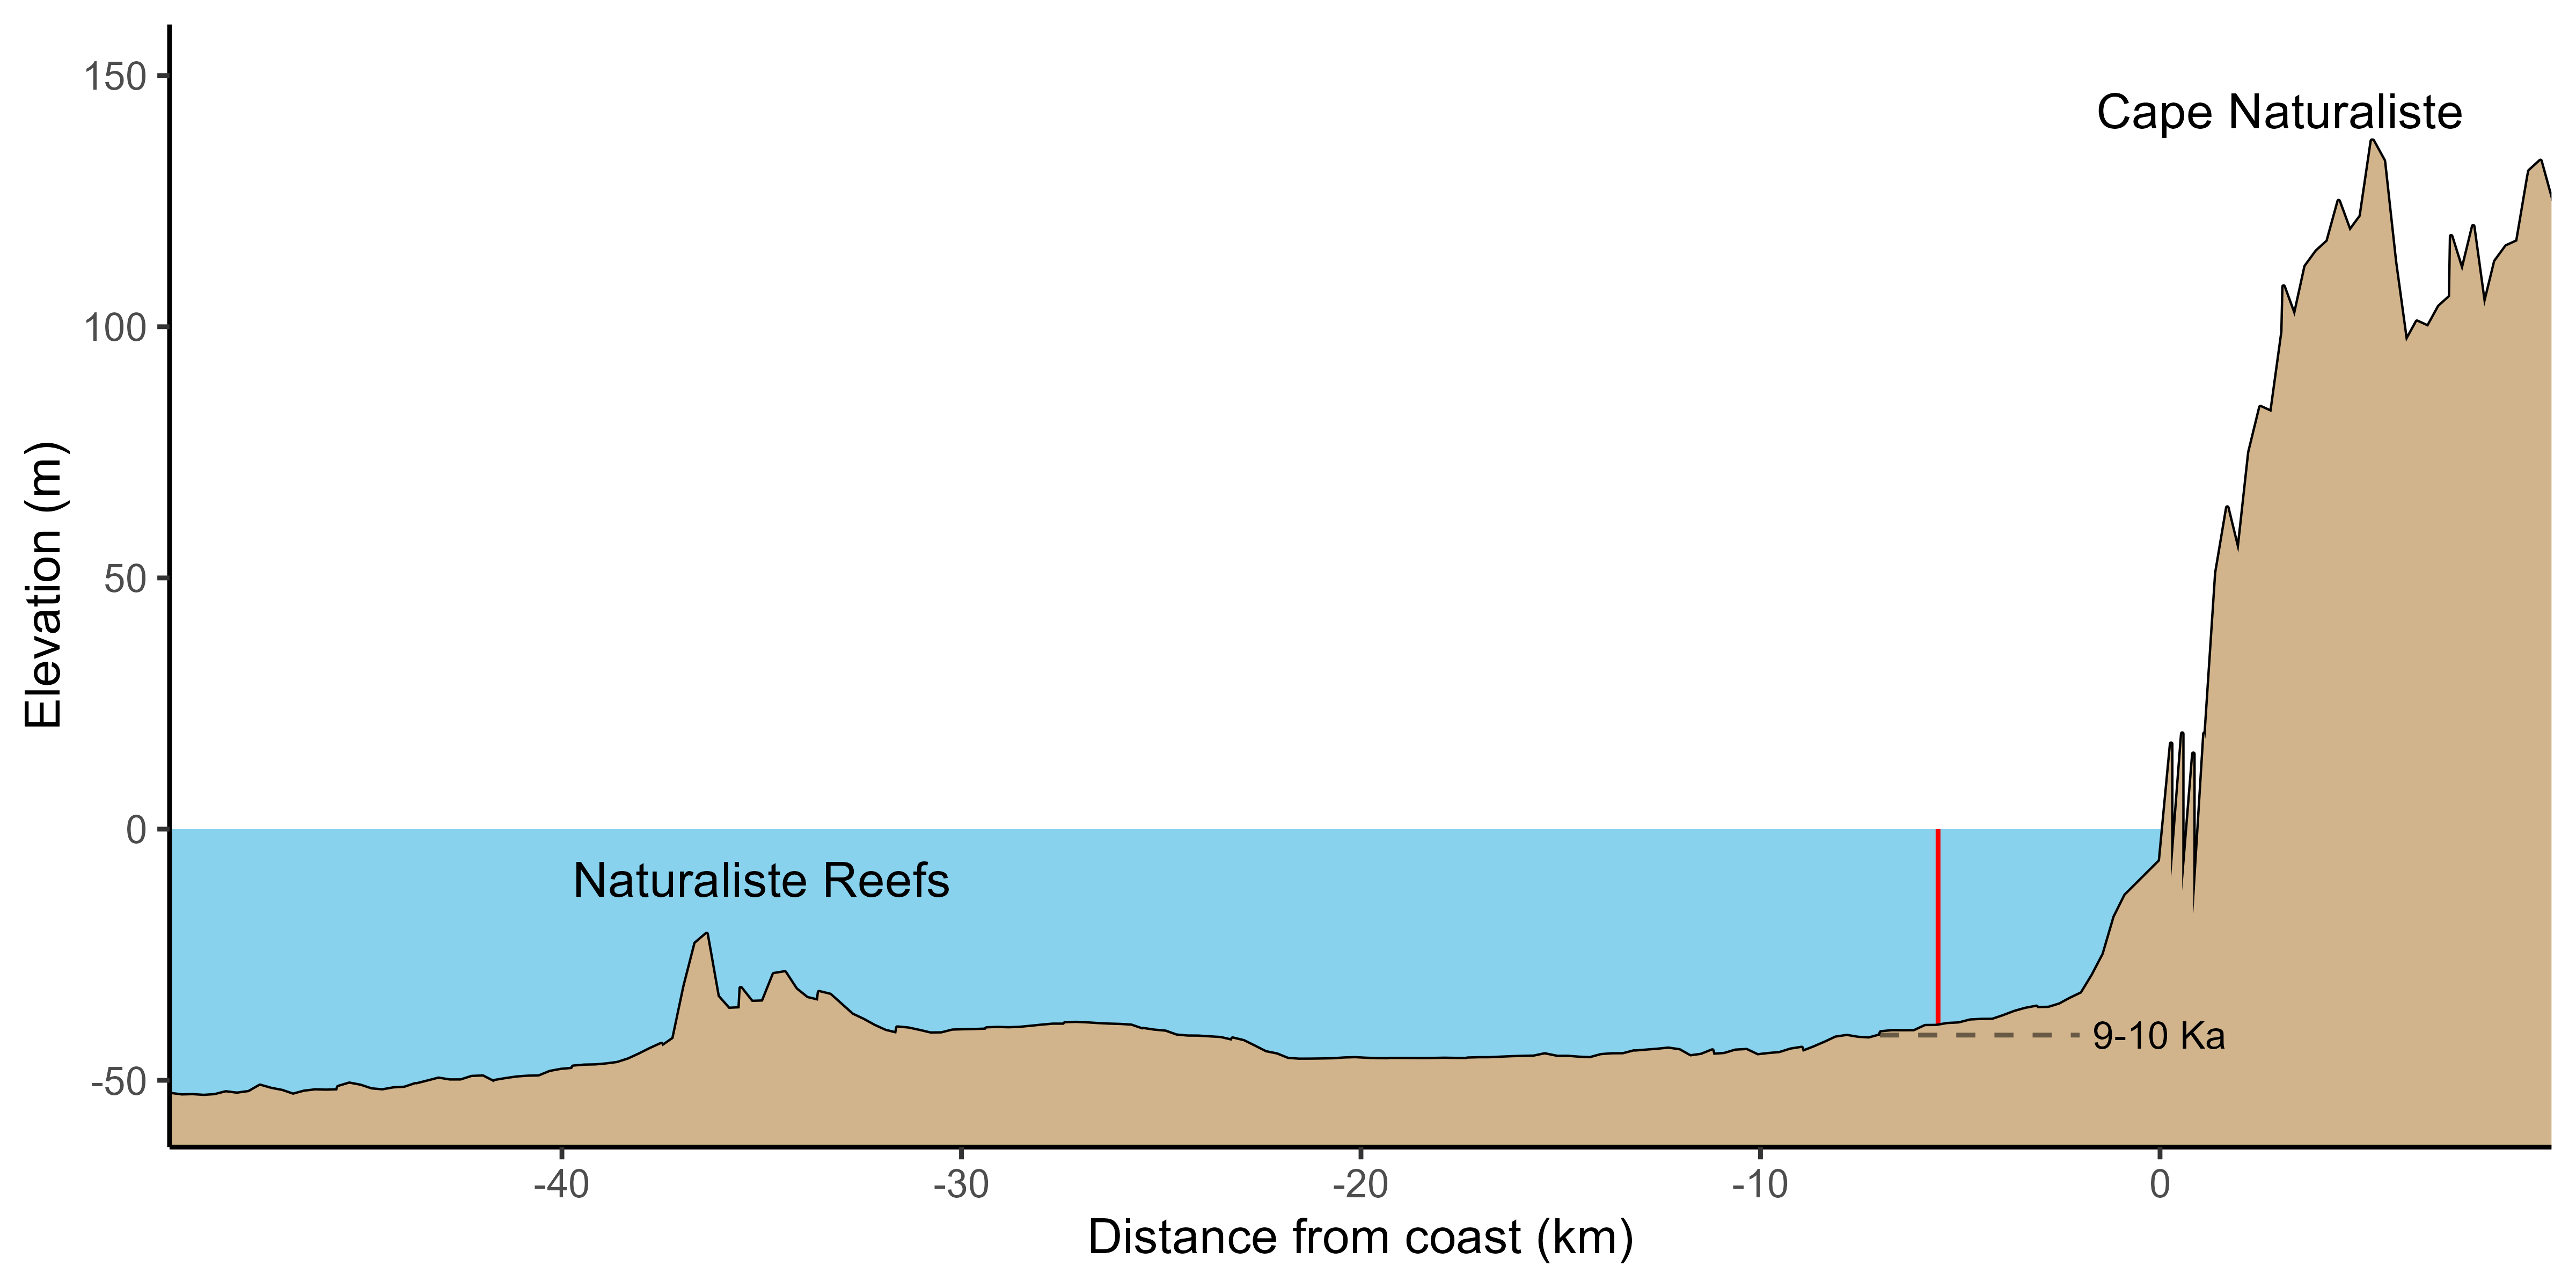 150
Cape Naturaliste
100
Elevation (m)
50
0
Naturaliste Reefs
9-10 Ka
-50
-40
-30
-20
-10
0
Distance from coast (km)